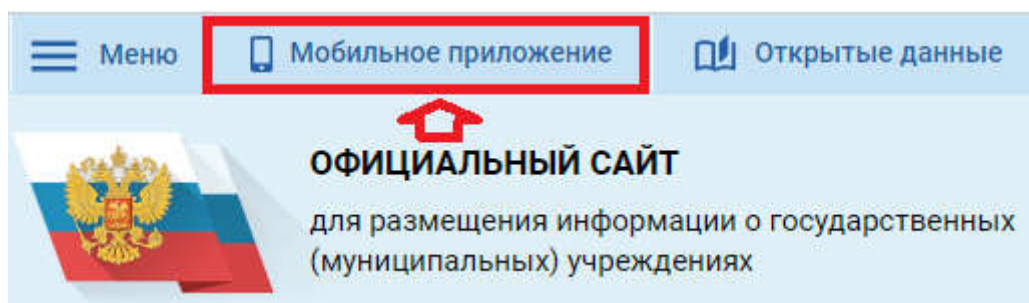 Меню Мобильное приложение Открытые данные
ОФИЦИАЛЬНЫЙ САЙТ
для размещения информации о государственных
(муниципальных) учреждениях